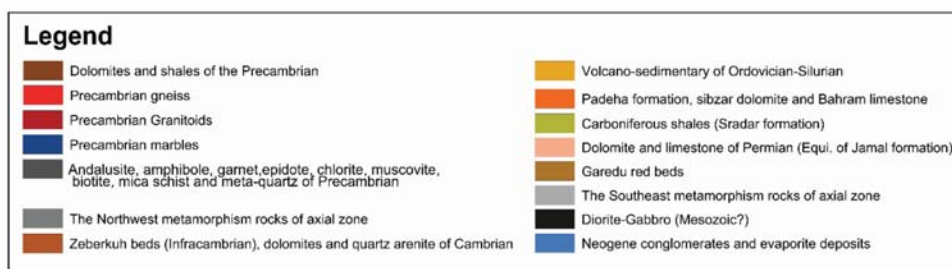 Legend
Dolomites and shales of the Precambrian
Precambrian gneiss
Precambrian Granitoids
Precambrian marbles
Andalusite, amphibole, garnet,epidote, chlorite, muscovite,
biotite, mica schist and meta-quartz of Precambrian
The Northwest metamorphism rocks of axial zone
Zeberkuh beds (Infracambrian), dolomites and quartz arenite of Cambrian
Volcano-sedimentary of Ordovician-Silurian
Padeha formation, sibzar dolomite and Bahram limestone
Carboniferous shales (Sradar formation)
Dolomite and limestone of Permian (Equi. of Jamal formation)
Garedu red beds
The Southeast metamorphism rocks of axial zone
Diorite-Gabbro (Mesozoic?)
Neogene conglomerates and evaporite deposits